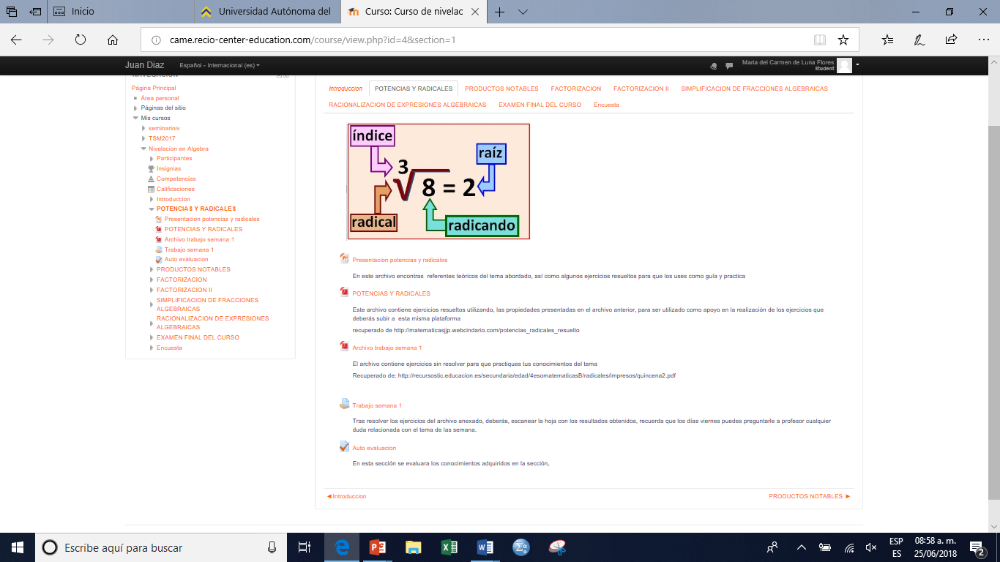 Inicio
Universidad Autónoma del
Curso: Curso de nivelac
came.recio-center-education.com/course/view.php?id=4&section=1
Juan Diaz
Español - Internacional (es)
Maria del Carmen de Luna Flores
Student
NAVEGACION
Página Principal
Área personal
Páginas del sitio
Mis cursos
seminarioiv
TSM2017
Nivelacion en Algebra
Participantes
Insignias
Competencias
Calificaciones
Introduccion
POTENCIAS Y RADICALES
Presentacion potencias y radicales
POTENCIAS Y RADICALES
Archivo trabajo semana 1
Trabajo semana 1
Auto evaluacion
PRODUCTOS NOTABLES
FACTORIZACION
FACTORIZACION II
SIMPLIFICACION DE FRACCIONES
ALGEBRAICAS
RACIONALIZACION DE EXPRESIONES
ALGEBRAICAS
EXAMEN FINAL DEL CURSO
Encuesta
Introduccion POTENCIAS Y RADICALES PRODUCTOS NOTABLES FACTORIZACION FACTORIZACION II SIMPLIFICACION DE FRACCIONES ALGEBRAICAS
RACIONALIZACION DE EXPRESIONES ALGEBRAICAS EXAMEN FINAL DEL CURSO Encuesta
índice
raíz
3
√8 = 2
radical
radicando
Presentacion potencias y radicales
En este archivo encontras referentes teóricos del tema abordado, así como algunos ejercicios resueltos para que los uses como guía y practica
POTENCIAS Y RADICALES
Este archivo contiene ejercicios resueltos utilizando, las propiedades presentadas en el archivo anterior, para ser utilizado como apoyo en la realización de los ejercicios que
deberás subir a esta misma plataforma
recuperado de http://matematicasjjp.webcindario.com/potencias_radicales_resuelto
Archivo trabajo semana 1
El archivo contiene ejercicios sin resolver para que practiques tus conocimientos del tema
Recuperado de: http://recursostic.educacion.es/secundaria/edad/4esomatematicasB/radicales/impresos/quincena2.pdf
Trabajo semana 1
Tras resolver los ejercicios del archivo anexado, deberás, escanear la hoja con los resultados obtenidos, recuerda que los días viernes puedes preguntarle a profesor cualquier
duda relacionada con el tema de las semana.
Auto evaluacion
En esta sección se evaluara los conocimientos adquiridos en la sección,
◄ Introduccion
PRODUCTOS NOTABLES ►
Escribe aquí para buscar
ESP
ES
08:58 a. m.
25/06/2018
2